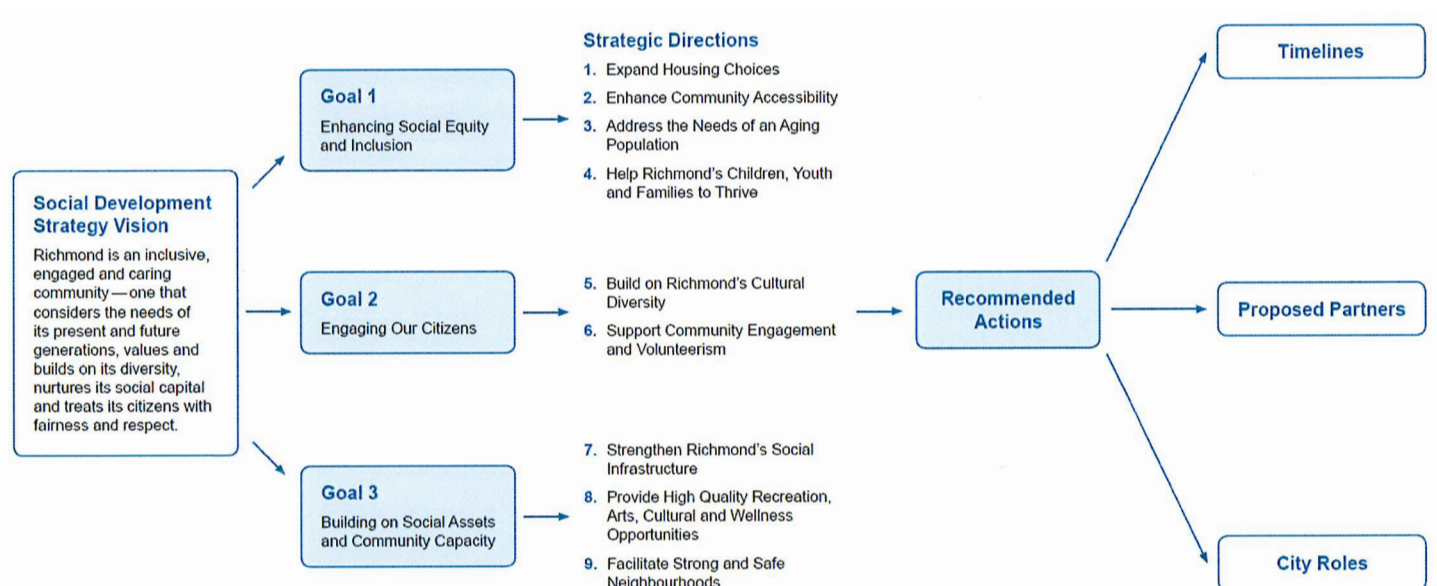 Social Development
Strategy Vision
Richmond is an inclusive,
engaged and caring
community—one that
considers the needs of
its present and future
generations, values and
builds on its diversity,
nurtures its social capital
and treats its citizens with
fairness and respect.
Goal 1
Enhancing Social Equity
and Inclusion
Goal 2
Engaging Our Citizens
Goal 3
Building on Social Assets
and Community Capacity
Strategic Directions
1. Expand Housing Choices
2. Enhance Community Accessibility
3. Address the Needs of an Aging
Population
4. Help Richmond's Children, Youth
and Families to Thrive
5. Build on Richmond's Cultural
Diversity
6. Support Community Engagement
and Volunteerism
7. Strengthen Richmond's Social
Infrastructure
8. Provide High Quality Recreation,
Arts, Cultural and Wellness
Opportunities
9. Facilitate Strong and Safe
Neighbourhoods
Recommended
Actions
Timelines
Proposed Partners
City Roles